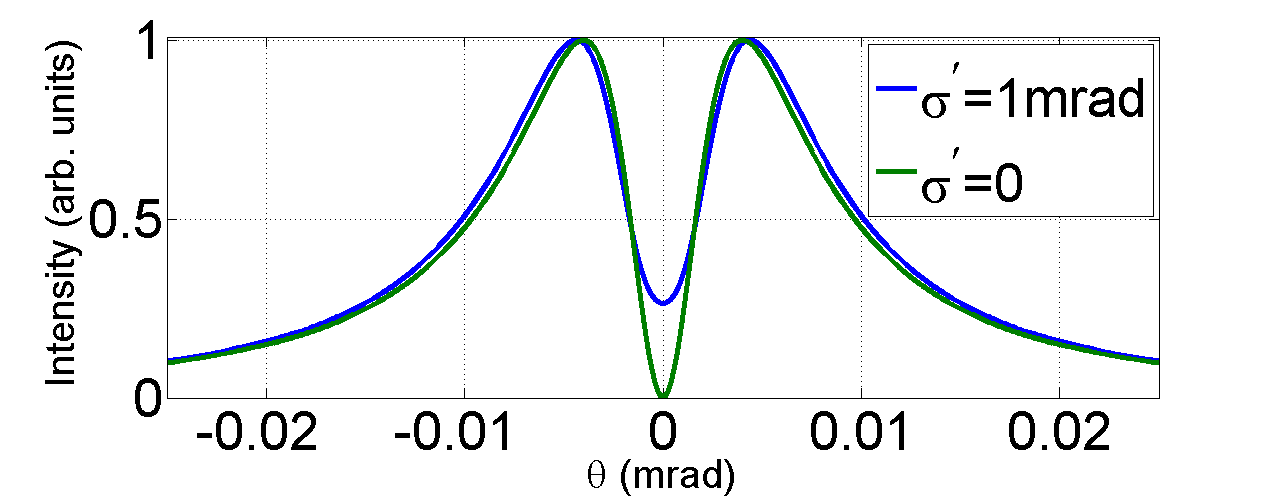 1
0.5
0
Intensity (arb. units)
σ′=1mrad
σ′=0
-0.02 -0.01 0 0.01 0.02
θ (mrad)